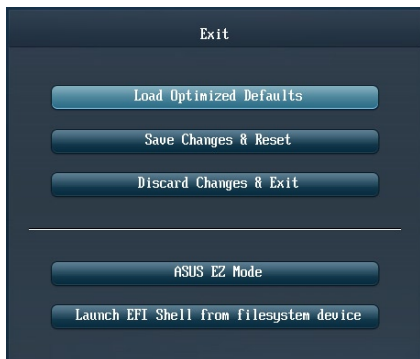 Exit
Load Optimized Defaults
Save Changes & Reset
Discard Changes & Exit
ASUS EZ Mode
Launch EFI Shell from filesystem device